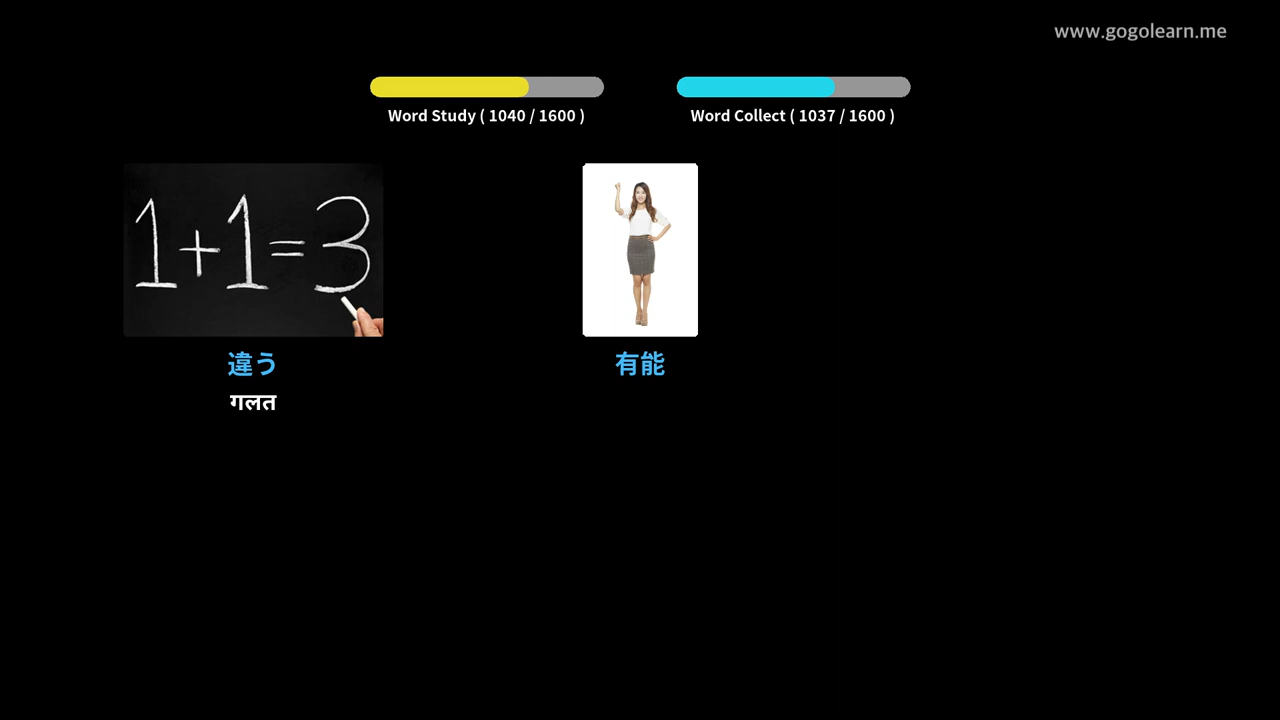 www.gogolearn.me
Word Study ( 1040 / 1600 )
Word Collect ( 1037 / 1600 )
1+1=3
違う
गलत
有能